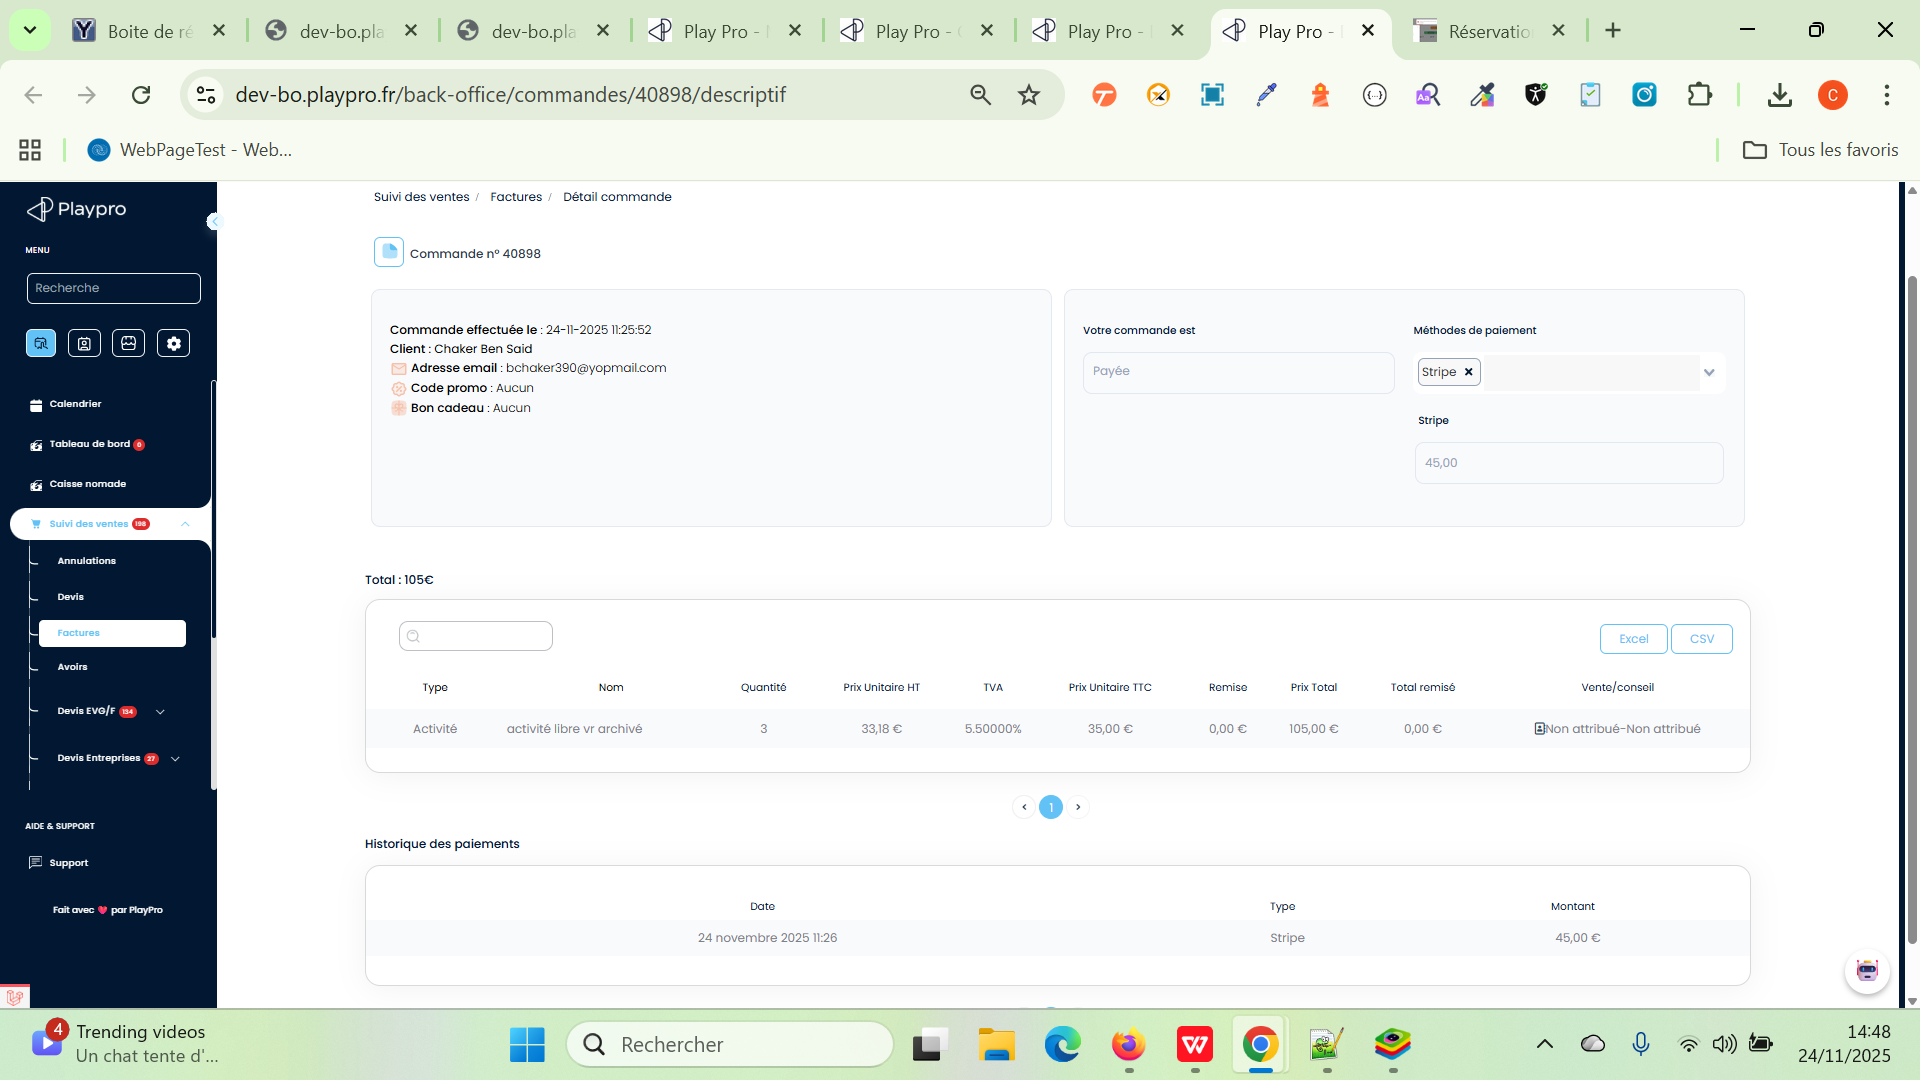 Boite de ré
dev-bo.pla
dev-bo.pla
Play Pro -
Play Pro -
Play Pro -
Play Pro -
Réservatio
dev-bo.playpro.fr/back-office/commandes/40898/descriptif
C
WebPageTest - Web...
Tous les favoris
Playpro
MENU
Recherche
Calendrier
Tableau de bord 0
Caisse nomade
Suivi des ventes 198
Annulations
Devis
Factures
Avoirs
Devis EVG/F 134
Devis Entreprises 27
AIDE & SUPPORT
Support
Fait avec par PlayPro
Suivi des ventes / Factures / Détail commande
Commande n° 40898
Commande effectuée le : 24-11-2025 11:25:52
Client : Chaker Ben Said
Adresse email : bchaker390@yopmail.com
Code promo : Aucun
Bon cadeau : Aucun
Votre commande est
Payée
Méthodes de paiement
Stripe
Stripe
45,00
Total : 105€
Excel CSV
Type Nom Quantité Prix Unitaire HT TVA Prix Unitaire TTC Remise Prix Total Total remisé Vente/conseil
Activité activité libre vr archivé 3 33,18 € 5.50000% 35,00 € 0,00 € 105,00 € 0,00 € Non attribué-Non attribué
1
Historique des paiements
Date Type Montant
24 novembre 2025 11:26 Stripe 45,00 €
4
Trending videos
Un chat tente d'...
Rechercher
14:48
24/11/2025